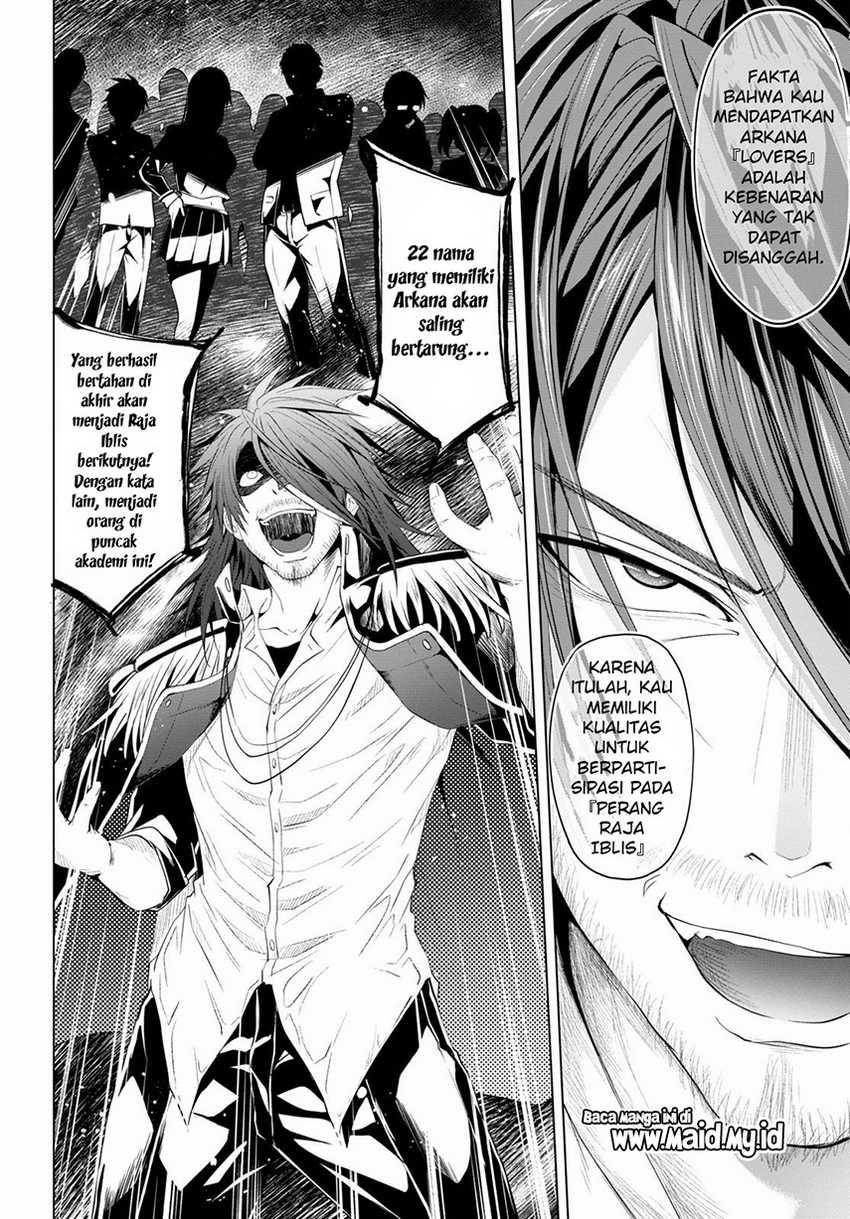 FAKTA
BAHWA KAU
MENDAPATKAN
ARKANA
『LOVERS』
ADALAH
KEBENARAN
YANG TAK
DAPAT
DISANGGAH.
KARENA
ITULAH, KAU
MEMILIKI
KUALITAS
UNTUK
BERPARTI-
SIPASI PADA
『PERANG
RAJA
IBLIS』
22 nama
yang memiliki
Arkana akan
saling
bertarung...
Yang berhasil
bertahan di
akhir akan
menjadi Raja
Iblis
berikutnya!
Dengan kata
lain, menjadi
orang di
puncak
akademi ini!
Baca Manga ini di
www.Maid.My.id